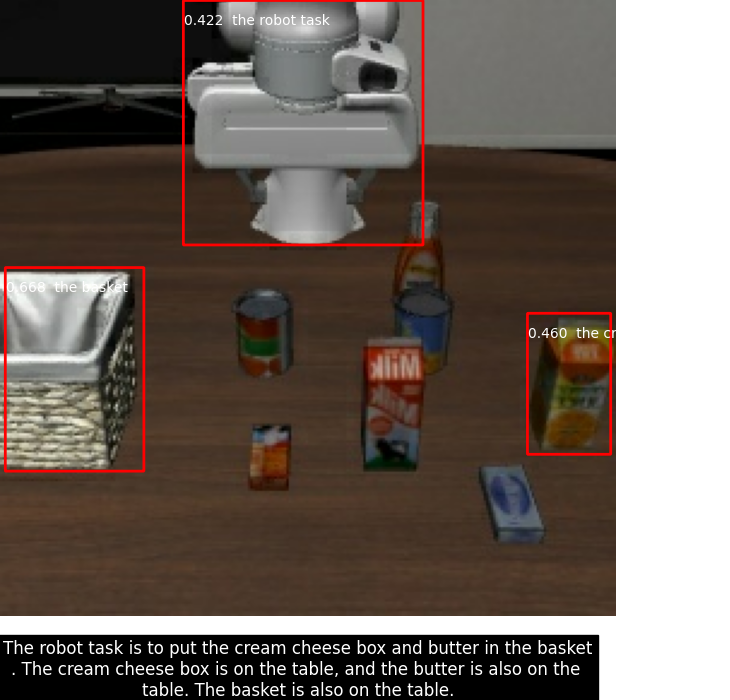 0.422 the robot task
0.668 the basket
0.460 the cr
Milk
Milk
The robot task is to put the cream cheese box and butter in the basket
. The cream cheese box is on the table, and the butter is also on the
table. The basket is also on the table.